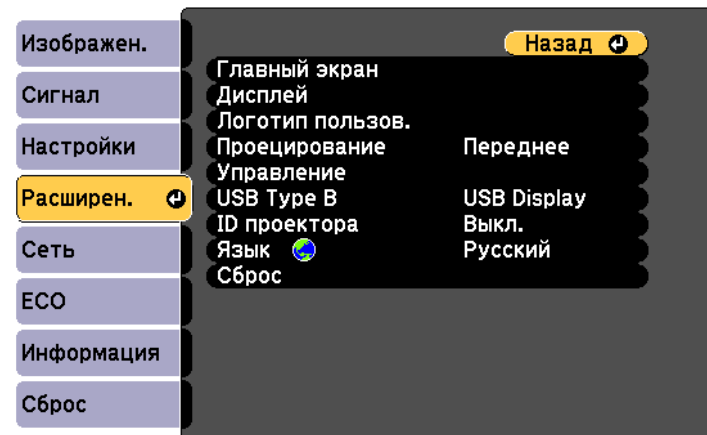 Изображен.
Сигнал
Настройки
Расширен.
Сеть
ECO
Информация
Сброс
Назад
Главный экран
Дисплей
Логотип пользов.
Проецирование Переднее
Управление
USB Type B USB Display
ID проектора Выкл.
Язык Русский
Сброс